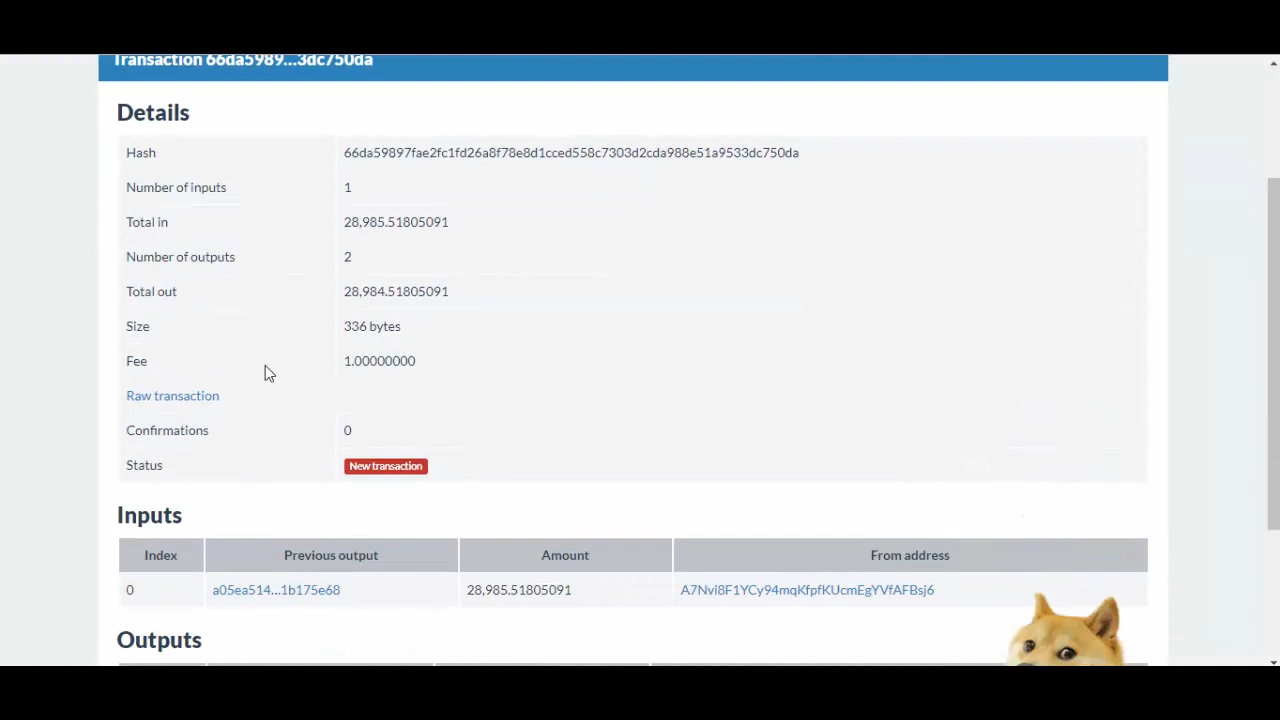 Transaction 66da5989...3dc750da
Details
Hash 66da59897fae2fc1fd26a8f78e8d1cced558c7303d2cda988e51a9533dc750da
Number of inputs 1
Total in 28,985.51805091
Number of outputs 2
Total out 28,984.51805091
Size 336 bytes
Fee 1.00000000
Raw transaction
Confirmations 0
Status New transaction
Inputs
Index Previous output Amount From address
0 a05ea514...1b175e68 28,985.51805091 A7Nvi8F1YCy94mqKfpfKUcmEgYVfAFBsj6
Outputs